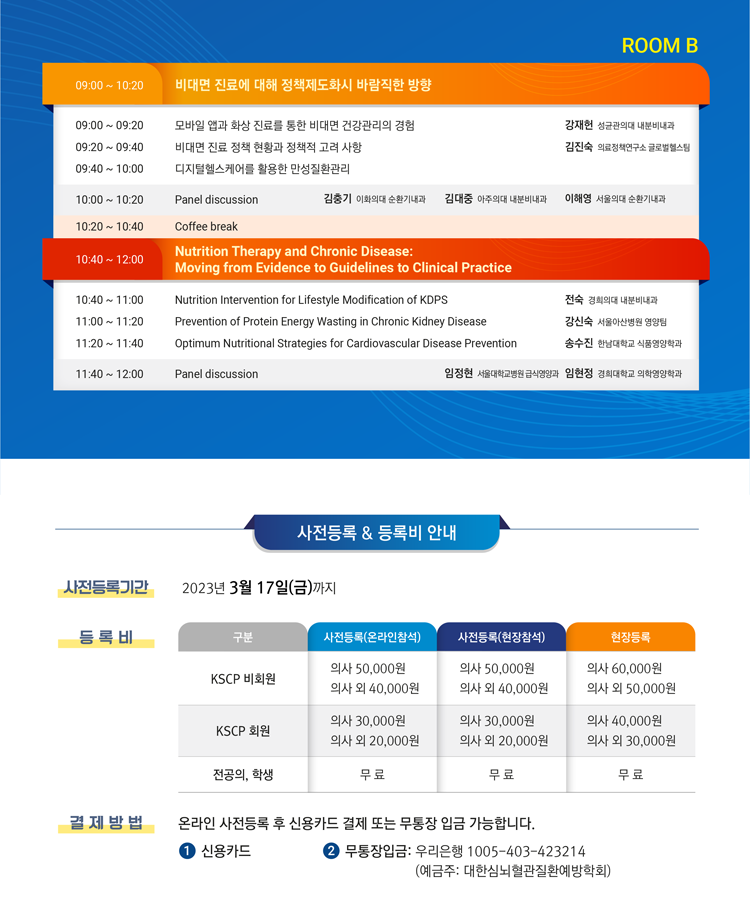 ROOM B
09:00 ~ 10:20 비대면 진료에 대해 정책제도화시 바람직한 방향
09:00 ~ 09:20 모바일 앱과 화상 진료를 통한 비대면 건강관리의 경험 강재헌 성균관의대 내분비내과
09:20 ~ 09:40 비대면 진료 정책 현황과 정책적 고려 사항 김진숙 의료정책연구소 글로벌헬스팀
09:40 ~ 10:00 디지털헬스케어를 활용한 만성질환관리
10:00 ~ 10:20 Panel discussion 김충기 이화의대 순환기내과 김대중 아주의대 내분비내과 이해영 서울의대 순환기내과
10:20 ~ 10:40 Coffee break
10:40 ~ 12:00 Nutrition Therapy and Chronic Disease:
Moving from Evidence to Guidelines to Clinical Practice
10:40 ~ 11:00 Nutrition Intervention for Lifestyle Modification of KDPS 전숙 경희의대 내분비내과
11:00 ~ 11:20 Prevention of Protein Energy Wasting in Chronic Kidney Disease 강신숙 서울아산병원 영양팀
11:20 ~ 11:40 Optimum Nutritional Strategies for Cardiovascular Disease Prevention 송수진 한남대학교 식품영양학과
11:40 ~ 12:00 Panel discussion 임정현 서울대학교병원 급식영양과 임현정 경희대학교 의학영양학과
사전등록 & 등록비 안내
사전등록기간 2023년 3월 17일(금)까지
등 록 비 구분 사전등록(온라인참석) 사전등록(현장참석) 현장등록
KSCP 비회원 의사 50,000원 의사 50,000원 의사 60,000원
의사 외 40,000원 의사 외 40,000원 의사 외 50,000원
KSCP 회원 의사 30,000원 의사 30,000원 의사 40,000원
의사 외 20,000원 의사 외 20,000원 의사 외 30,000원
전공의, 학생 무 료 무 료 무 료
결 제 방 법 온라인 사전등록 후 신용카드 결제 또는 무통장 입금 가능합니다.
1 신용카드 2 무통장입금: 우리은행 1005-403-423214
(예금주: 대한심뇌혈관질환예방학회)